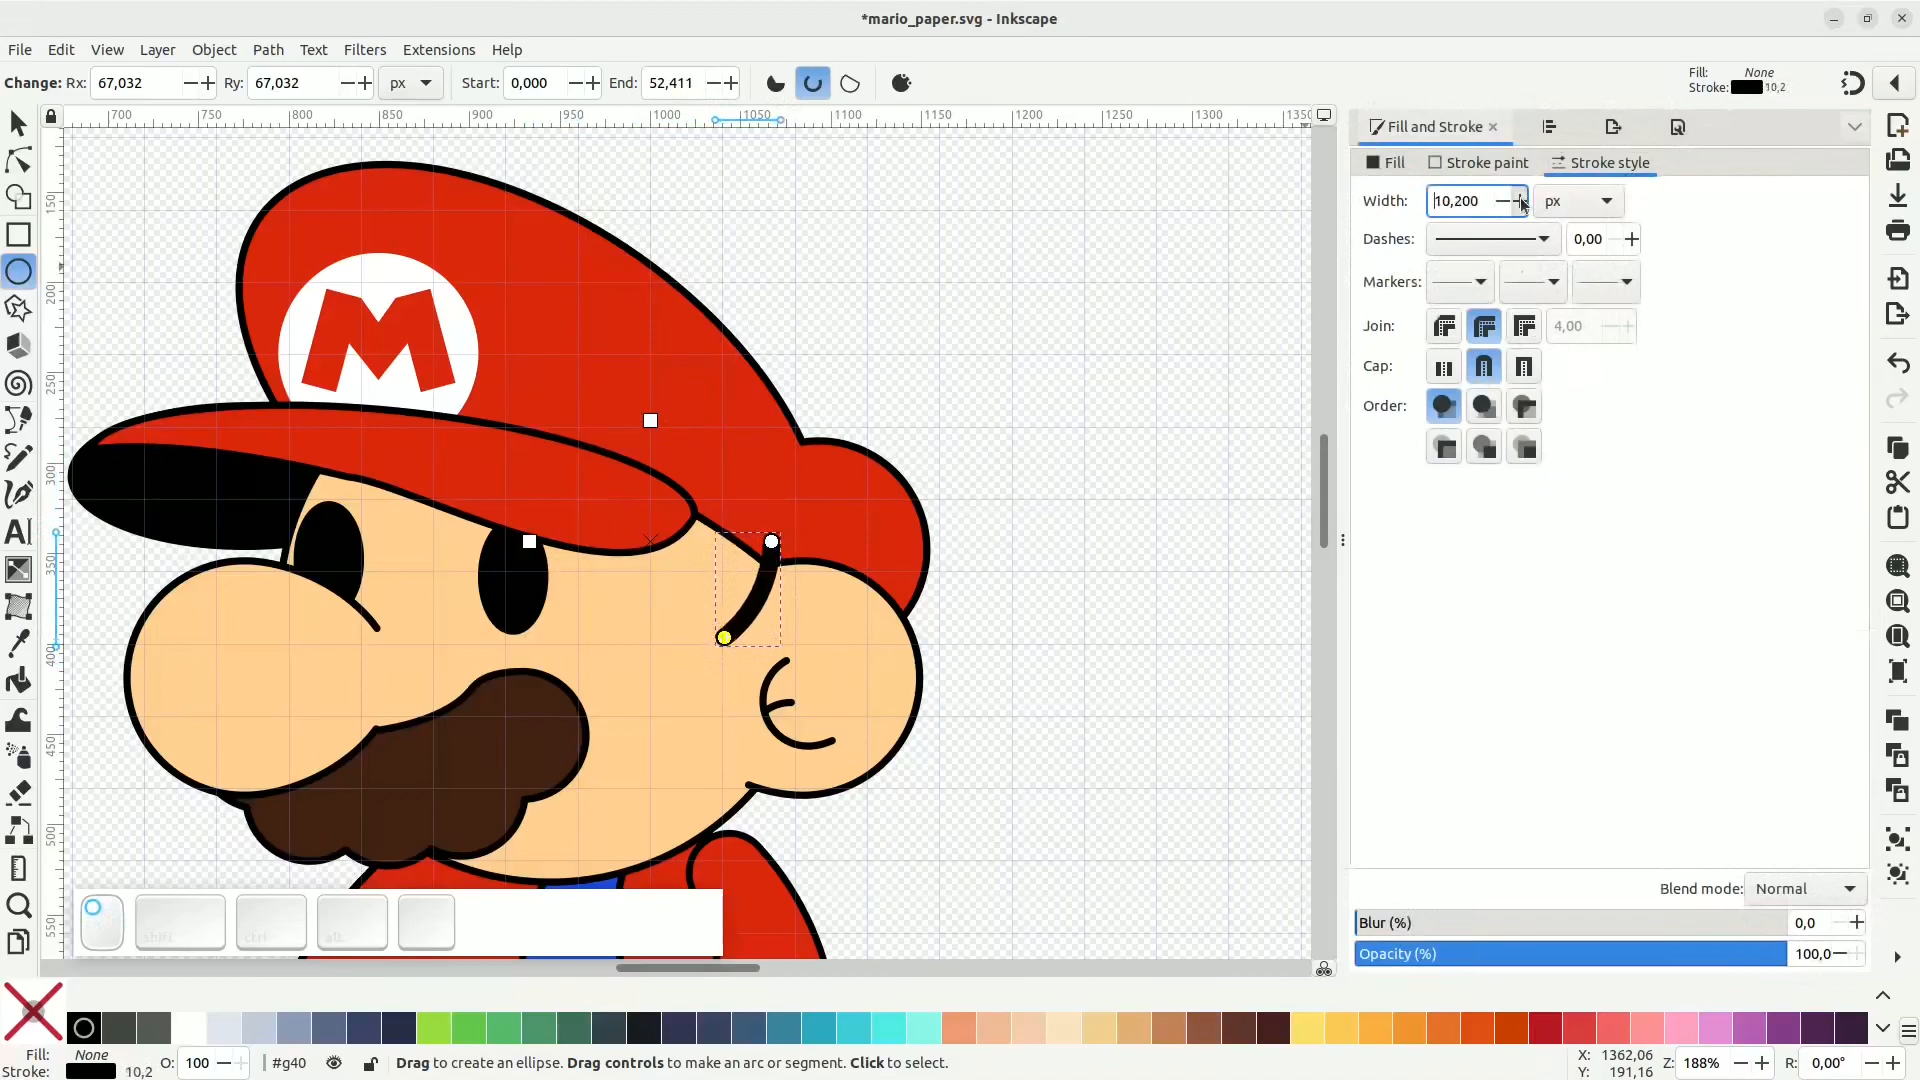 *mario_paper.svg - Inkscape
File Edit View Layer Object Path Text Filters Extensions Help
Change: Rx: 67,032 Ry: 67,032 px Start: 0,000 End: 52,411
Fill: None
Stroke: 10,2
700 750 800 850 900 950 1000 1050 1100 1150 1200 1250 1300 1350
150
200
250
300
350
400
450
500
550
M
Fill and Stroke
Fill Stroke paint Stroke style
Width: 10,200 px
Dashes: 0,00
Markers:
Join: 4,00
Cap:
Order:
shift ctrl alt
Blend mode: Normal
Blur (%) 0,0
Opacity (%) 100,0
Fill: None
Stroke: 10,2
O: 100
#g40
Drag to create an ellipse. Drag controls to make an arc or segment. Click to select.
X: 1362,06
Y: 191,16
Z: 188%
R: 0,00°